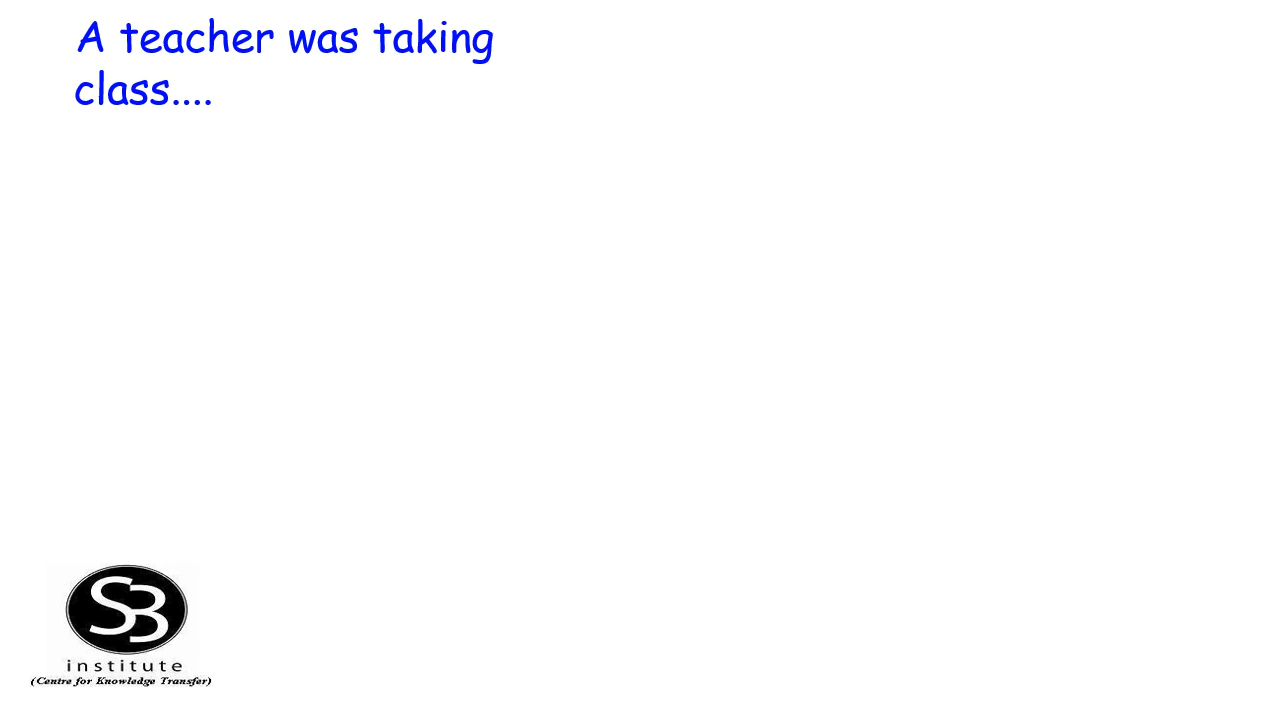 A teacher was taking
class....
SB
institute
(Centre for Knowledge Transfer)